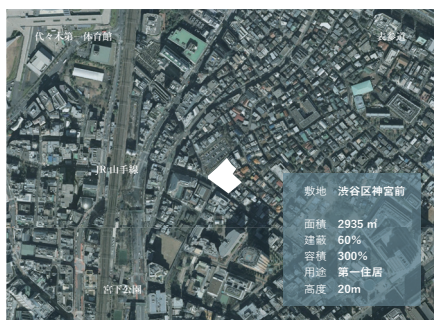 代々木第一体育館
表参道
JR山手線
敷地 渋谷区神宮前
面積 2935 ㎡
建蔽 60%
容積 300%
用途 第一住居
高度 20m
宮下公園